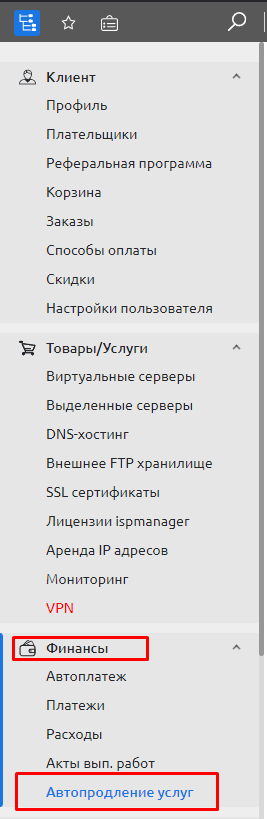 Клиент
Профиль
Плательщики
Реферальная программа
Корзина
Заказы
Способы оплаты
Скидки
Настройки пользователя
Товары/Услуги
Виртуальные серверы
Выделенные серверы
DNS-хостинг
Внешнее FTP хранилище
SSL сертификаты
Лицензии ispmanager
Аренда IP адресов
Мониторинг
VPN
Финансы
Автоплатеж
Платежи
Расходы
Акты вып. работ
Автопродление услуг